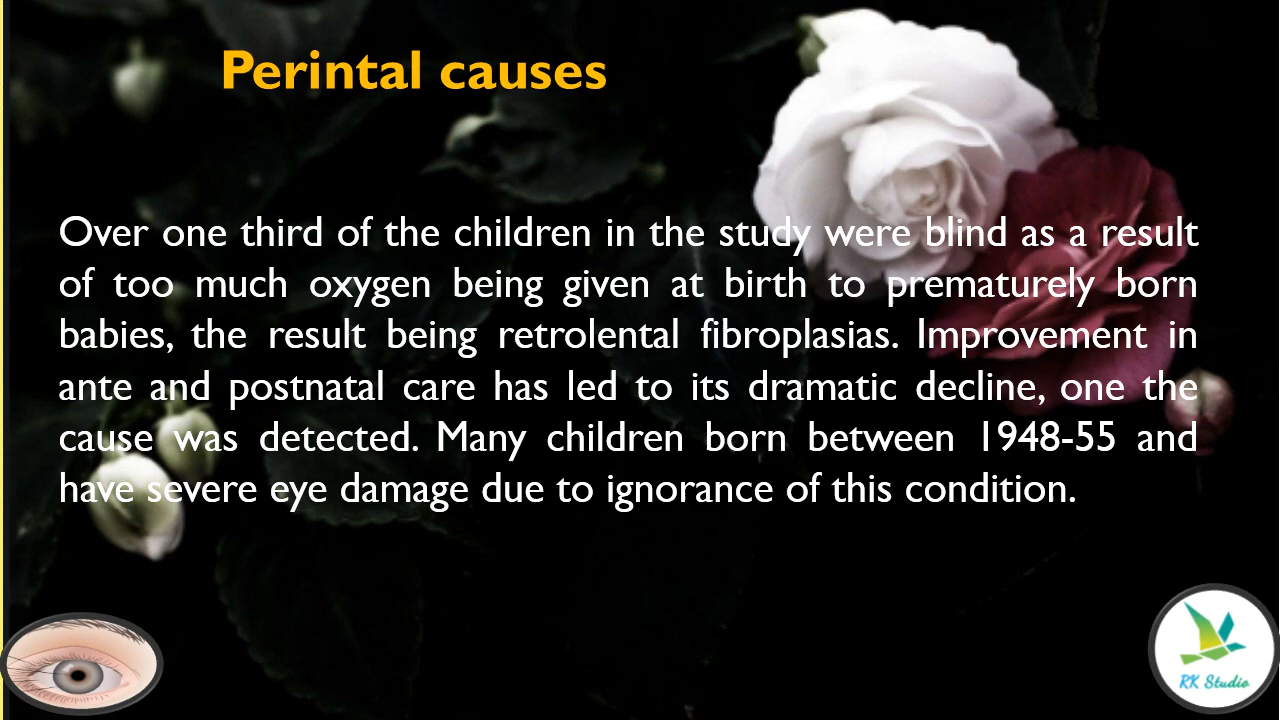 Perintal causes
Over one third of the children in the study were blind as a result
of too much oxygen being given at birth to prematurely born
babies, the result being retrolental fibroplasias. Improvement in
ante and postnatal care has led to its dramatic decline, one the
cause was detected. Many children born between 1948-55 and
have severe eye damage due to ignorance of this condition.
RK Studio